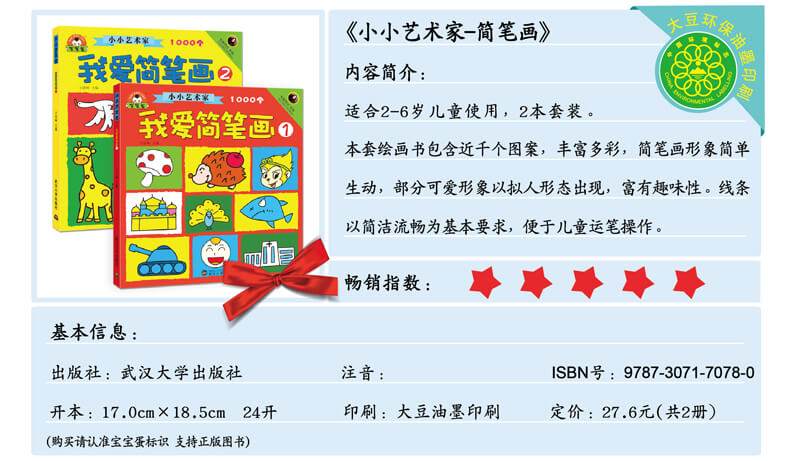 小小艺术家
1000个
我爱简笔画2
小小艺术家
1000个
我爱简笔画1
《小小艺术家-简笔画》
大豆环保油墨印刷
中国环境标志
CHINA ENVIRONMENTAL LABELLING
内容简介:
适合2-6岁儿童使用，2本套装。
本套绘画书包含近千个图案，丰富多彩，简笔画形象简单
生动，部分可爱形象以拟人形态出现，富有趣味性。线条
以简洁流畅为基本要求，便于儿童运笔操作。
畅销指数:
基本信息:
出版社: 武汉大学出版社
注音:
ISBN号: 9787-3071-7078-0
开本: 17.0cm×18.5cm 24开
印刷: 大豆油墨印刷
定价: 27.6元(共2册)
(购买请认准宝宝蛋标识 支持正版图书)